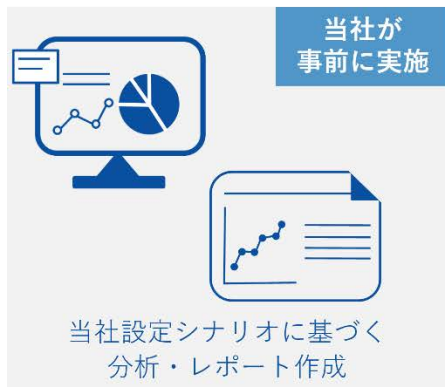 当社が
事前に実施
当社設定シナリオに基づく
分析・レポート作成